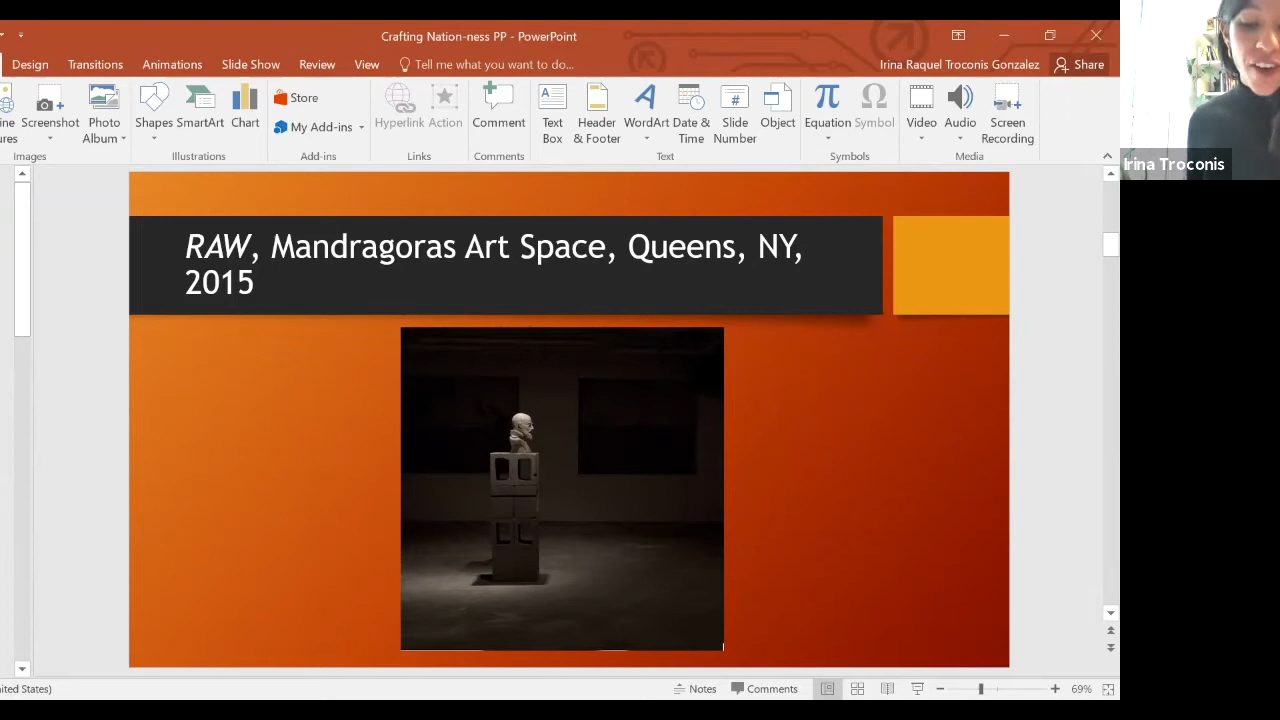 Crafting Nation-ness PP - PowerPoint
Design Transitions Animations Slide Show Review View Tell me what you want to do... Irina Raquel Troconis Gonzalez Share
Screenshot Photo Album Shapes SmartArt Chart Store My Add-ins Hyperlink Action Comment Text Box Header & Footer WordArt Date & Time Slide Number Object Equation Symbol Video Audio Screen Recording
Images Illustrations Add-ins Links Comments Text Symbols Media
Irina Troconis
RAW, Mandragoras Art Space, Queens, NY,
2015
Notes Comments 69%